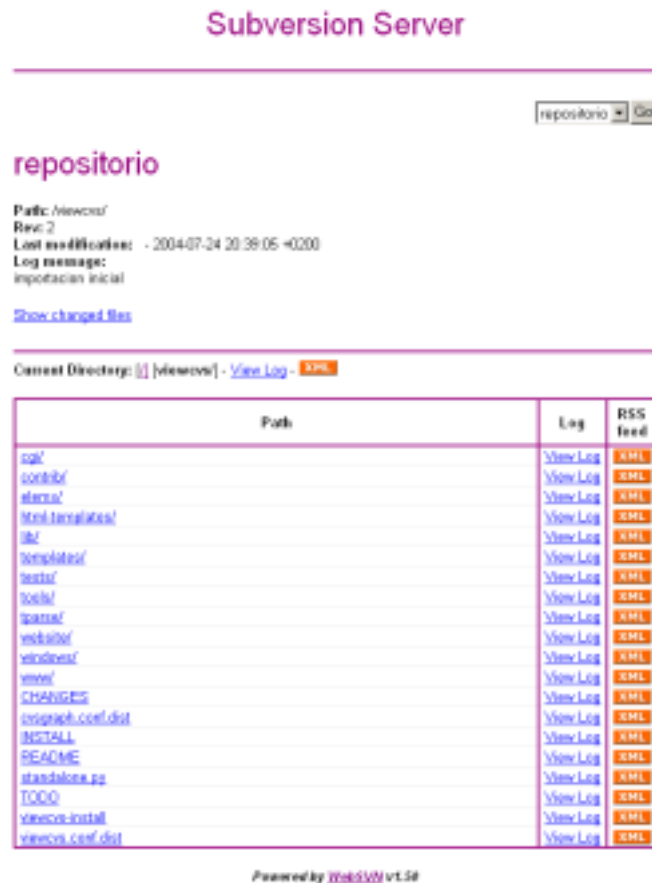 Subversion Server
repositorio Go
repositorio
Path: /viewcvs/
Rev: 2
Last modification: - 2004-07-24 20:39:05 +0200
Log message:
importacion inicial
Show changed files
Current Directory: [/] [viewcvs/] - View Log - XML
Path Log RSS feed
cgi/ View Log XML
contrib/ View Log XML
elemx/ View Log XML
html-templates/ View Log XML
lib/ View Log XML
templates/ View Log XML
tests/ View Log XML
tools/ View Log XML
tparse/ View Log XML
website/ View Log XML
windows/ View Log XML
www/ View Log XML
CHANGES View Log XML
cvsgraph.conf.dist View Log XML
INSTALL View Log XML
README View Log XML
standalone.py View Log XML
TODO View Log XML
viewcvs-install View Log XML
viewcvs.conf.dist View Log XML
Powered by WebSVN v1.50